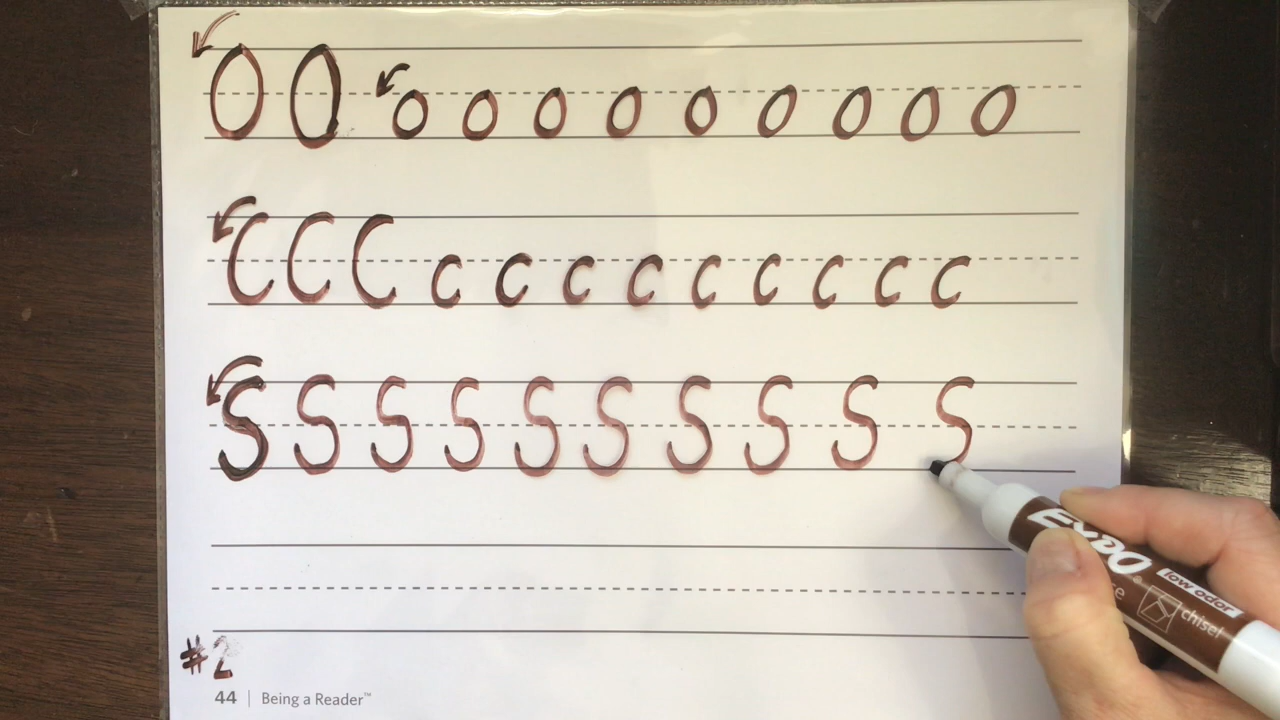 O O o o o o o o o o o
C C C c c c c c c c c c
S S S S S S S S S S
#2
44 | Being a Reader™
EXPO
low odor
chisel